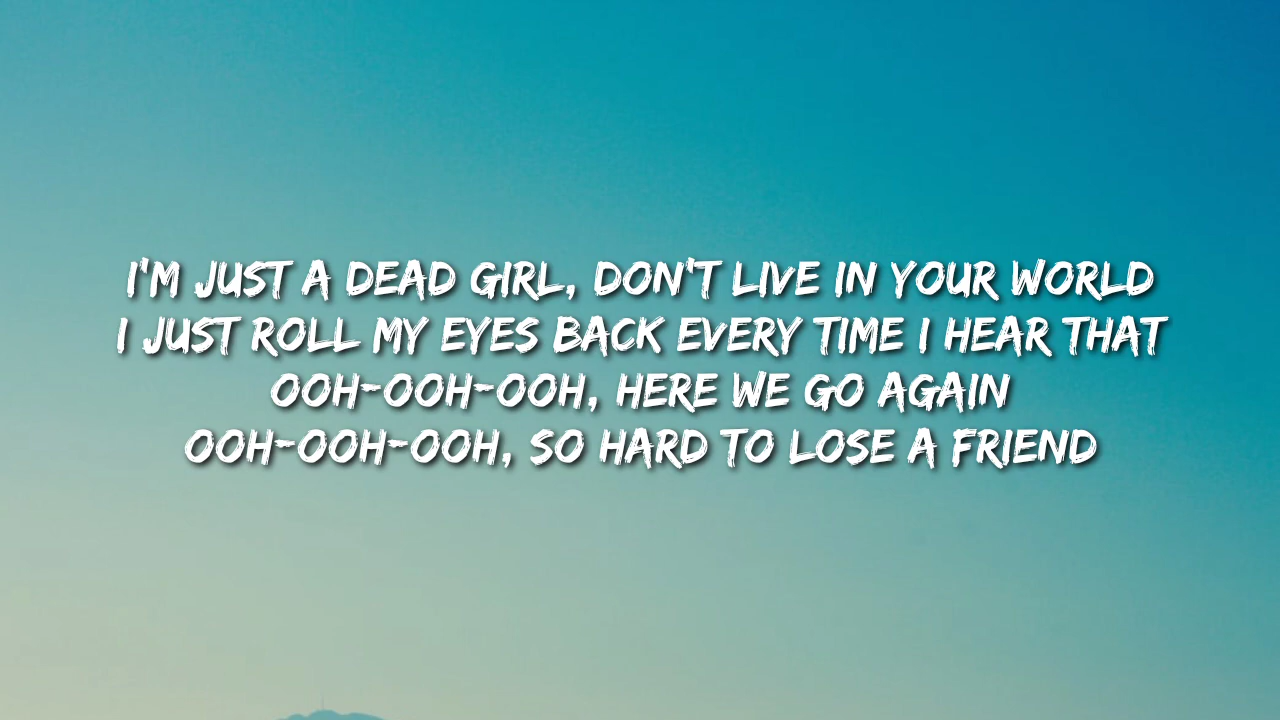 I'M JUST A DEAD GIRL, DON'T LIVE IN YOUR WORLD
I JUST ROLL MY EYES BACK EVERY TIME I HEAR THAT
OOH-OOH-OOH, HERE WE GO AGAIN
OOH-OOH-OOH, SO HARD TO LOSE A FRIEND